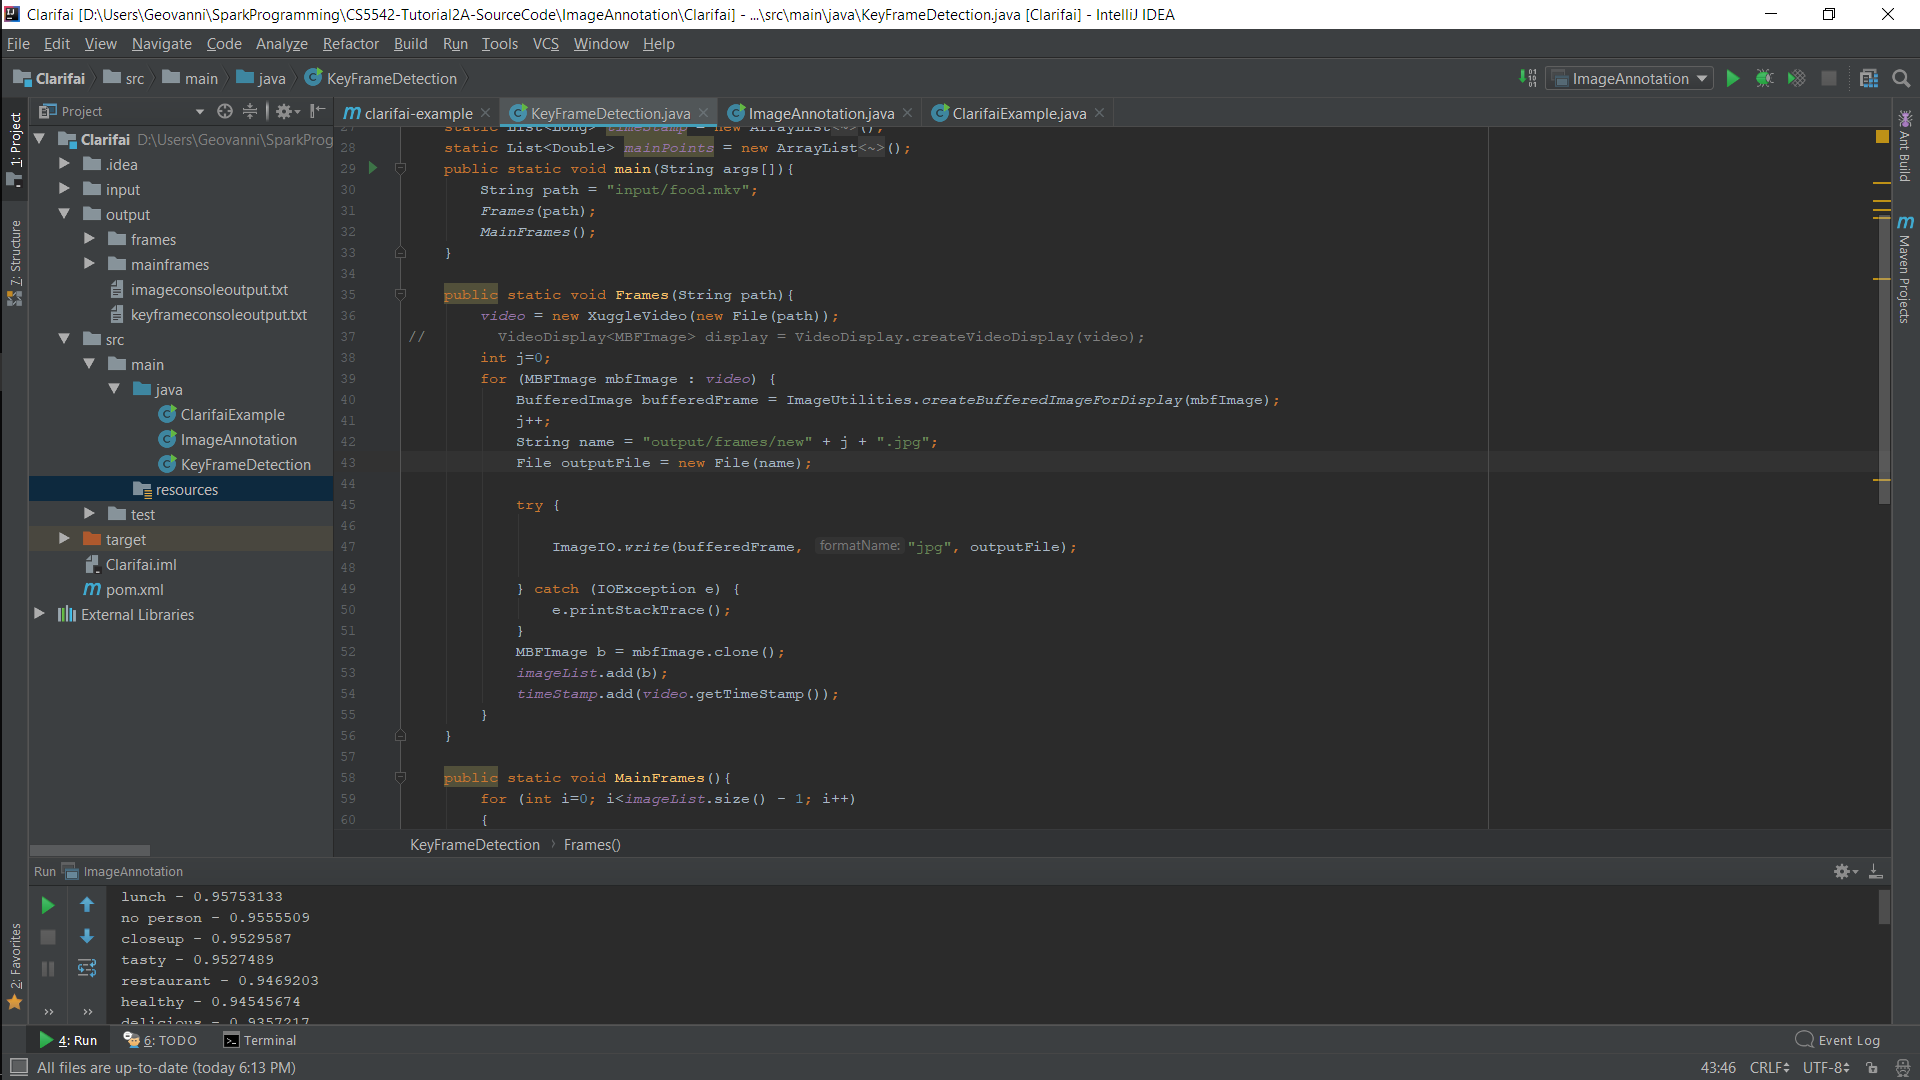 Clarifai [D:\Users\Geovanni\SparkProgramming\CS5542-Tutorial2A-SourceCode\ImageAnnotation\Clarifai] - ...\src\main\java\KeyFrameDetection.java [Clarifai] - IntelliJ IDEA
File Edit View Navigate Code Analyze Refactor Build Run Tools VCS Window Help
Clarifai src main java KeyFrameDetection
ImageAnnotation
Project
clarifai-example KeyFrameDetection.java ImageAnnotation.java ClarifaiExample.java
1: Project
7: Structure
2: Favorites
Clarifai D:\Users\Geovanni\SparkProg
.idea
input
output
frames
mainframes
imageconsoleoutput.txt
keyframeconsoleoutput.txt
src
main
java
ClarifaiExample
ImageAnnotation
KeyFrameDetection
resources
test
target
Clarifai.iml
pom.xml
External Libraries
27 static List<Long> timeStamp = new ArrayList<~>();
28 static List<Double> mainPoints = new ArrayList<~>();
29 public static void main(String args[]){
30 String path = "input/food.mkv";
31 Frames(path);
32 MainFrames();
33 }
34
35 public static void Frames(String path){
36 video = new XuggleVideo(new File(path));
37 // VideoDisplay<MBFImage> display = VideoDisplay.createVideoDisplay(video);
38 int j=0;
39 for (MBFImage mbfImage : video) {
40 BufferedImage bufferedFrame = ImageUtilities.createBufferedImageForDisplay(mbfImage);
41 j++;
42 String name = "output/frames/new" + j + ".jpg";
43 File outputFile = new File(name);
44
45 try {
46
47 ImageIO.write(bufferedFrame, formatName: "jpg", outputFile);
48
49 } catch (IOException e) {
50 e.printStackTrace();
51 }
52 MBFImage b = mbfImage.clone();
53 imageList.add(b);
54 timeStamp.add(video.getTimeStamp());
55 }
56 }
57
58 public static void MainFrames(){
59 for (int i=0; i<imageList.size() - 1; i++)
60 {
Ant Build
Maven Projects
KeyFrameDetection Frames()
Run ImageAnnotation
lunch - 0.95753133
no person - 0.9555509
closeup - 0.9529587
tasty - 0.9527489
restaurant - 0.9469203
healthy - 0.94545674
delicious - 0.9357217
4: Run 6: TODO Terminal Event Log
All files are up-to-date (today 6:13 PM) 43:46 CRLF UTF-8